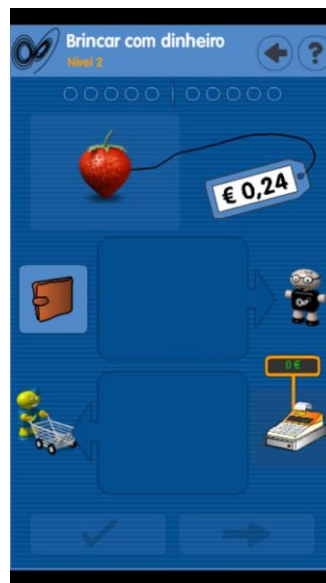 Brincar com dinheiro
Nível 2
?
€ 0,24
0 €